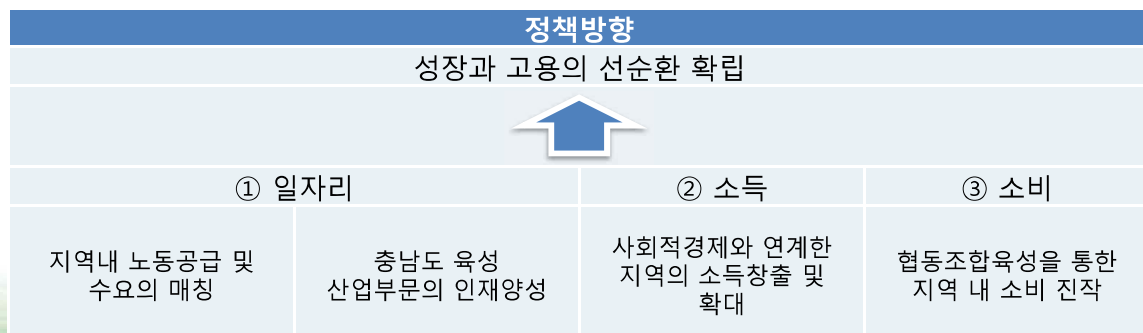 정책방향
성장과 고용의 선순환 확립
① 일자리
② 소득
③ 소비
지역내 노동공급 및
수요의 매칭
충남도 육성
산업부문의 인재양성
사회적경제와 연계한
지역의 소득창출 및
확대
협동조합육성을 통한
지역 내 소비 진작